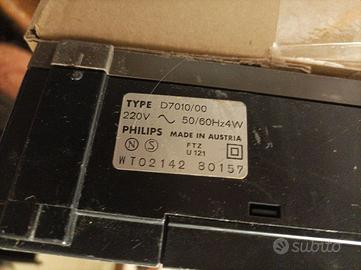 TYPE D7010/00
220V ~ 50/60Hz4W
PHILIPS MADE IN AUSTRIA
N S FTZ
U 121
WT02142 80157
subito